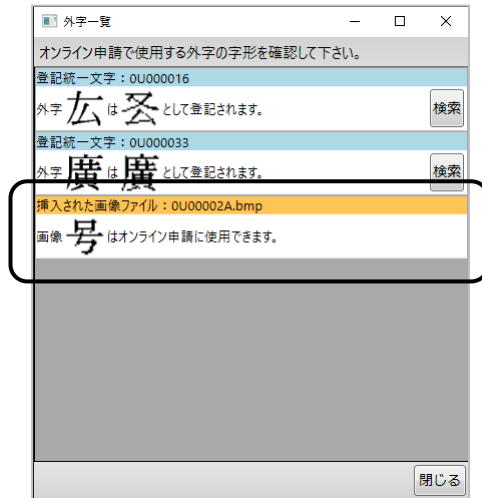 外字一覧
オンライン申請で使用する外字の字形を確認して下さい。
登記統一文字：0U000016
外字 厷 は 㕕 として登記されます。
検索
登記統一文字：0U000033
外字 廣 は 廣 として登記されます。
検索
挿入された画像ファイル：0U00002A.bmp
画像 号 はオンライン申請に使用できます。
閉じる